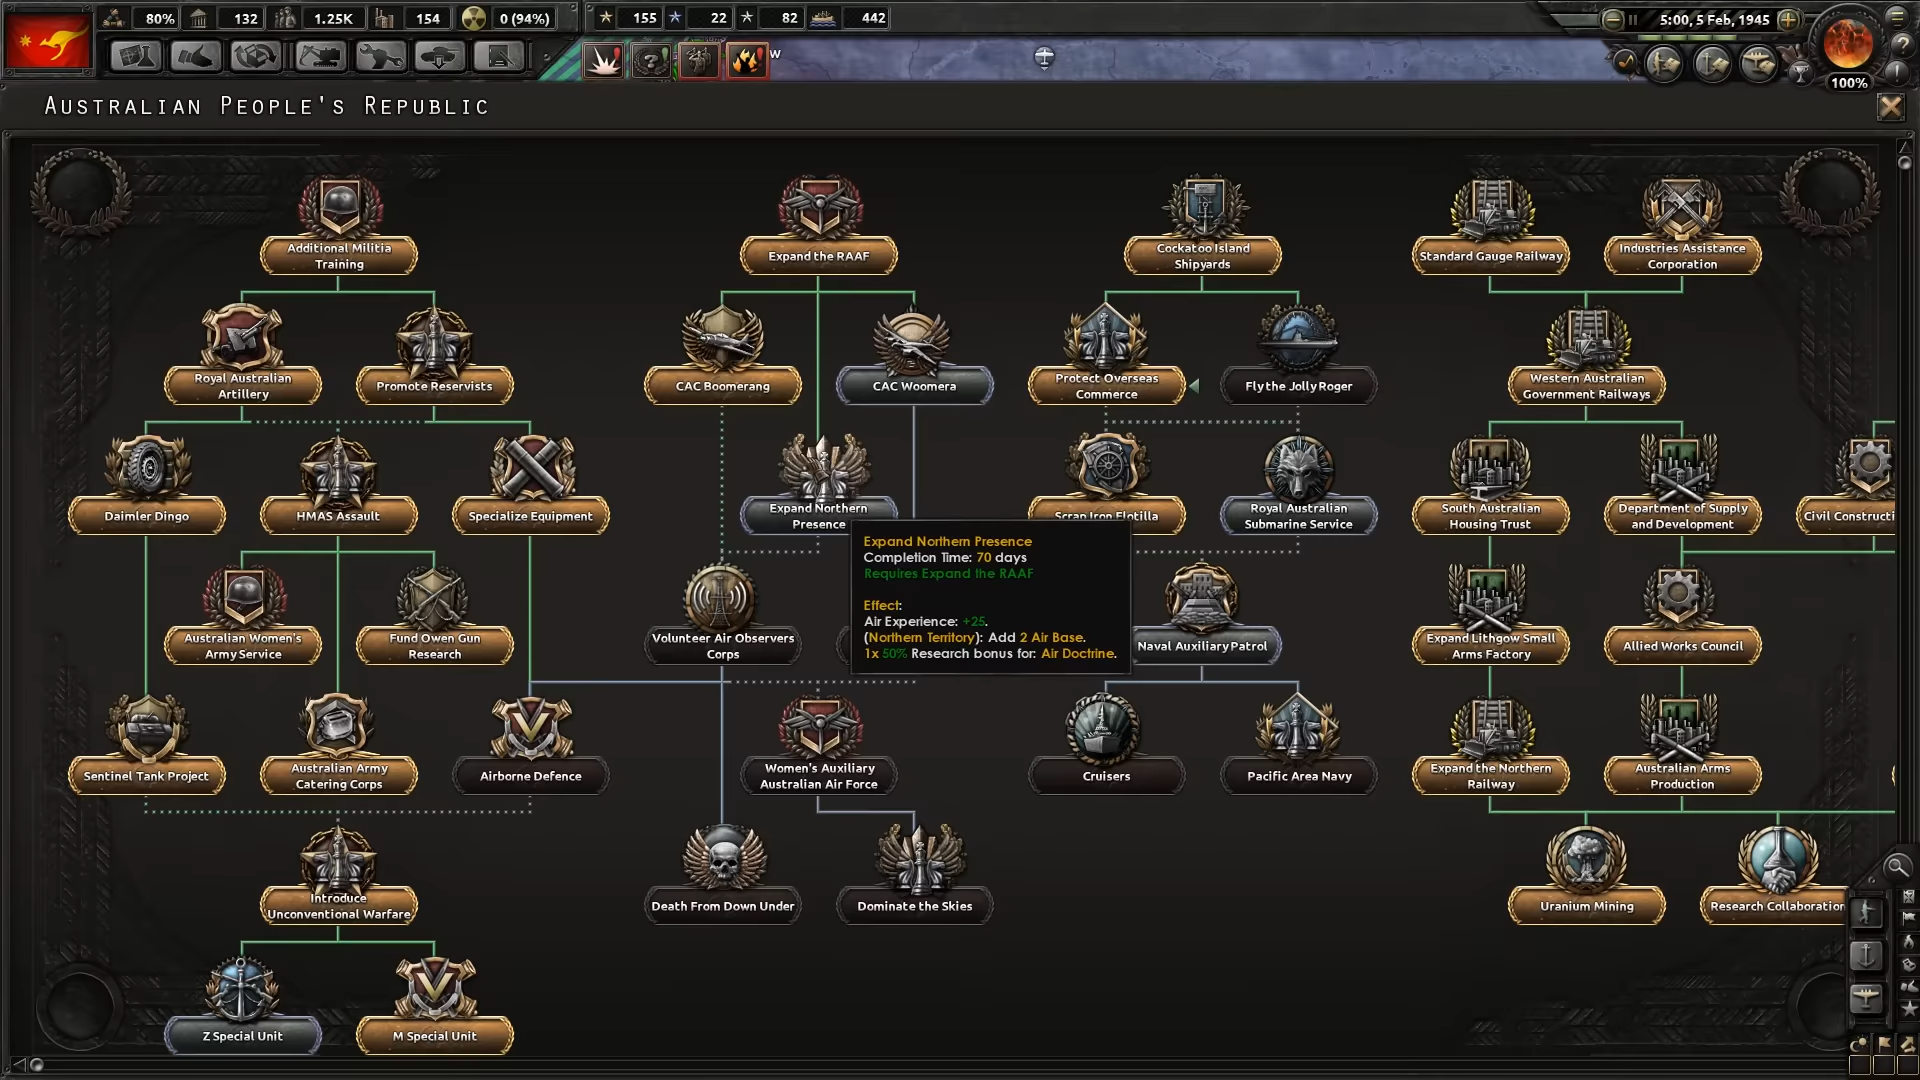 80%
132
1.25K
154
0 (94%)
155
22
82
442
5:00, 5 Feb, 1945
W
100%
Australian People's Republic
Additional Militia
Training
Expand the RAAF
Cockatoo Island
Shipyards
Standard Gauge Railway
Industries Assistance
Corporation
Royal Australian
Artillery
Promote Reservists
CAC Boomerang
CAC Woomera
Protect Overseas
Commerce
Fly the Jolly Roger
Western Australian
Government Railways
Daimler Dingo
HMAS Assault
Specialize Equipment
Expand Northern
Presence
Scrap Iron Flotilla
Royal Australian
Submarine Service
South Australian
Housing Trust
Department of Supply
and Development
Civil Constructi
Expand Northern Presence
Completion Time: 70 days
Requires Expand the RAAF
Effect:
Air Experience: +25.
(Northern Territory): Add 2 Air Base.
1x 50% Research bonus for: Air Doctrine.
Australian Women's
Army Service
Fund Owen Gun
Research
Volunteer Air Observers
Corps
Naval Auxiliary Patrol
Expand Lithgow Small
Arms Factory
Allied Works Council
Sentinel Tank Project
Australian Army
Catering Corps
Airborne Defence
Women's Auxiliary
Australian Air Force
Cruisers
Pacific Area Navy
Expand the Northern
Railway
Australian Arms
Production
Introduce
Unconventional Warfare
Death From Down Under
Dominate the Skies
Uranium Mining
Research Collaboration
Z Special Unit
M Special Unit